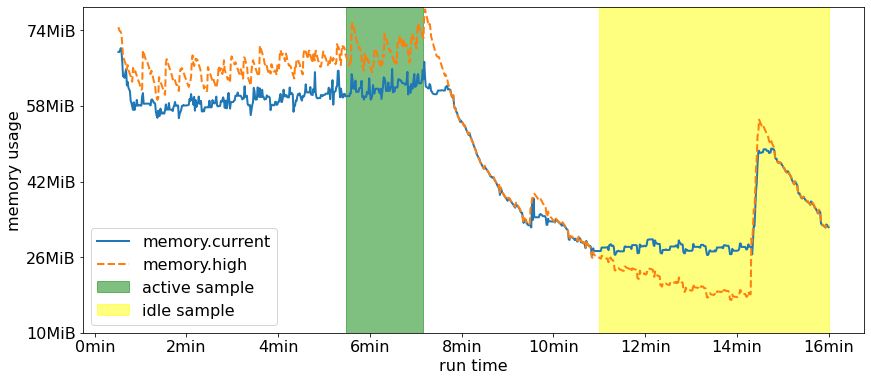 74MiB
58MiB
42MiB
26MiB
10MiB
memory usage
memory.current
memory.high
active sample
idle sample
0min 2min 4min 6min 8min 10min 12min 14min 16min
run time